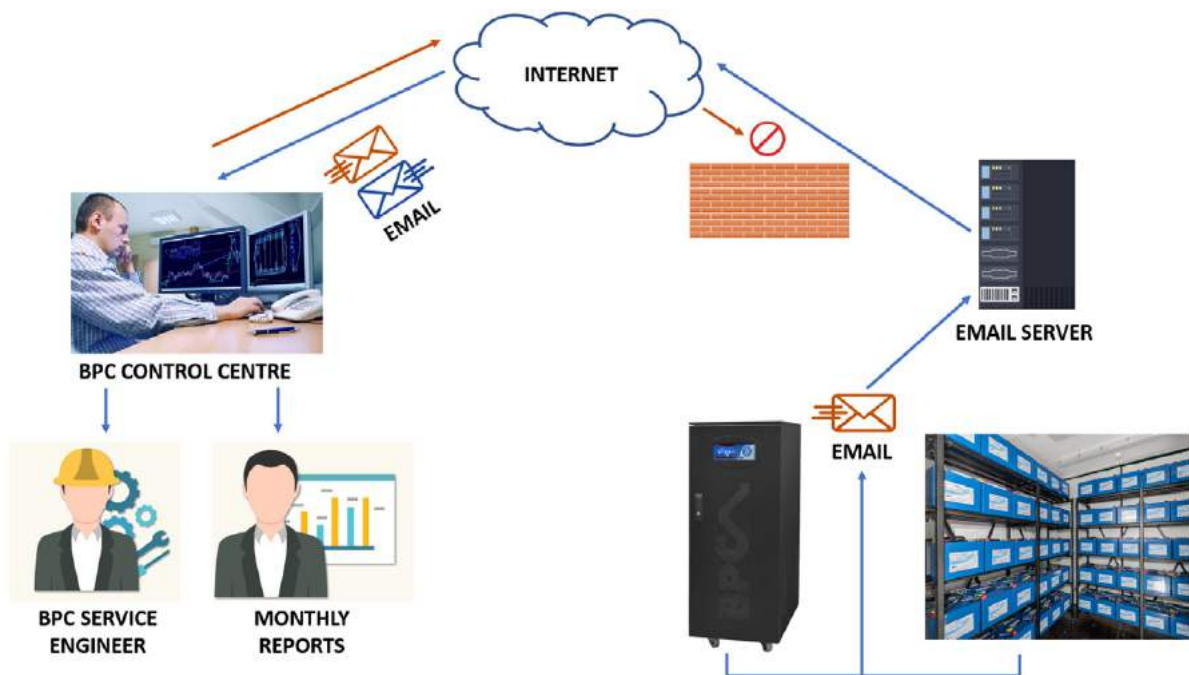 INTERNET
EMAIL
BPC CONTROL CENTRE
EMAIL SERVER
EMAIL
BPC
BPC SERVICE
ENGINEER
MONTHLY
REPORTS